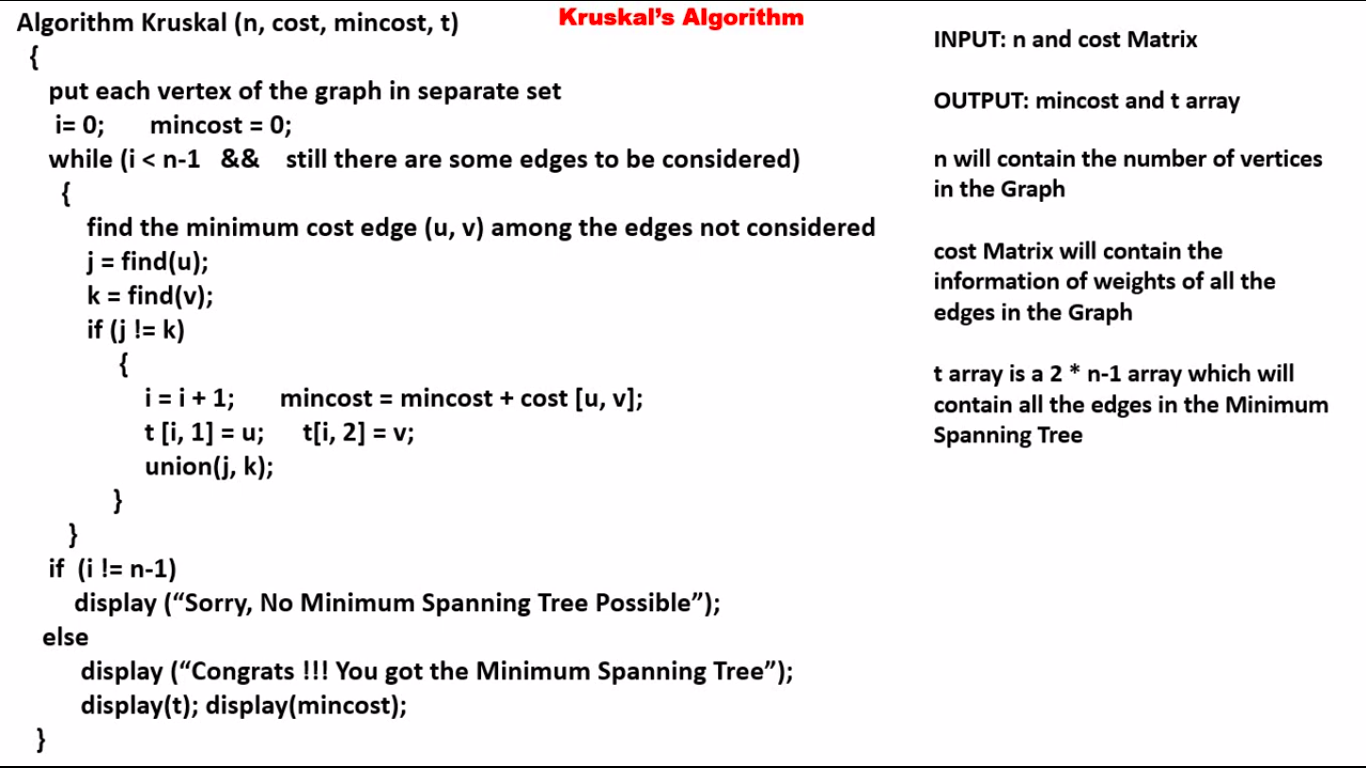 Kruskal's Algorithm
Algorithm Kruskal (n, cost, mincost, t)
{
put each vertex of the graph in separate set
i= 0; mincost = 0;
while (i < n-1 && still there are some edges to be considered)
{
find the minimum cost edge (u, v) among the edges not considered
j = find(u);
k = find(v);
if (j != k)
{
i = i + 1; mincost = mincost + cost [u, v];
t [i, 1] = u; t[i, 2] = v;
union(j, k);
}
}
if (i != n-1)
display (“Sorry, No Minimum Spanning Tree Possible”);
else
display (“Congrats !!! You got the Minimum Spanning Tree”);
display(t); display(mincost);
}
INPUT: n and cost Matrix
OUTPUT: mincost and t array
n will contain the number of vertices
in the Graph
cost Matrix will contain the
information of weights of all the
edges in the Graph
t array is a 2 * n-1 array which will
contain all the edges in the Minimum
Spanning Tree